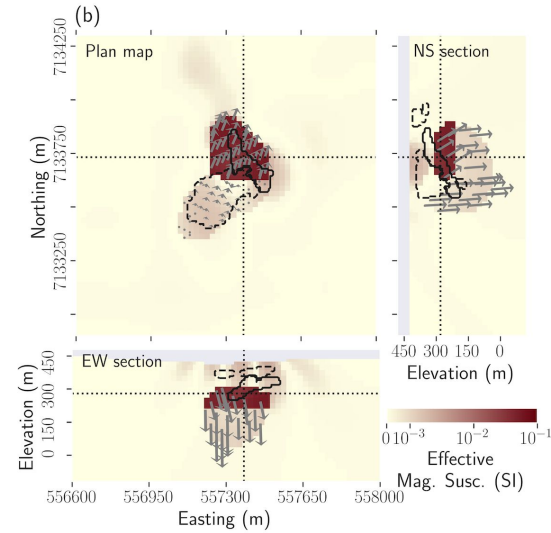 (b)
Plan map
NS section
7134250
7133750
7133250
Northing (m)
450 300 150 0
Elevation (m)
EW section
450
300
150
0
Elevation (m)
556600 556950 557300 557650 558000
Easting (m)
0 10⁻³ 10⁻² 10⁻¹
Effective
Mag. Susc. (SI)